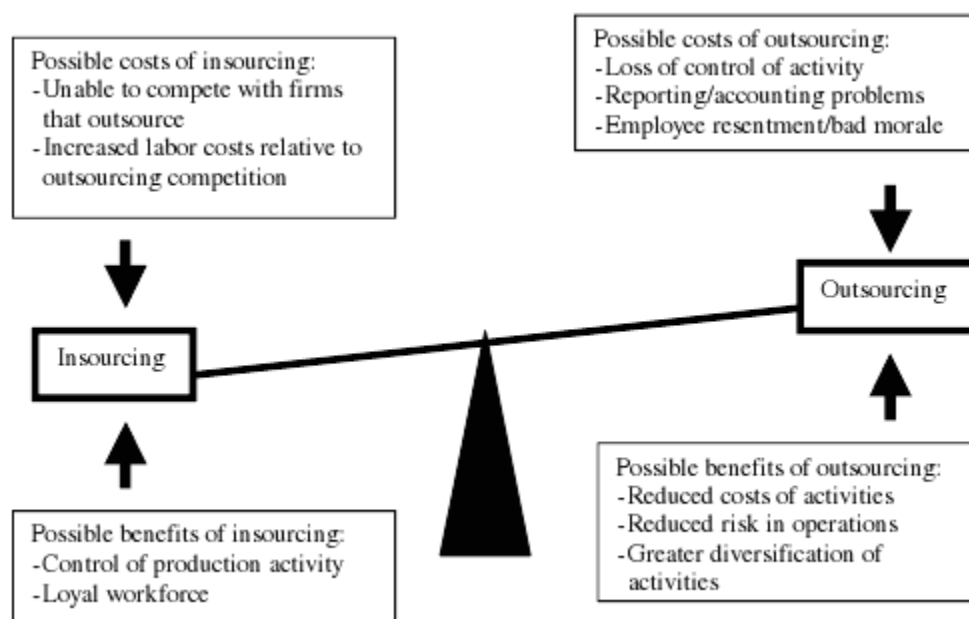 Possible costs of insourcing:
-Unable to compete with firms
that outsource
-Increased labor costs relative to
outsourcing competition
Possible costs of outsourcing:
-Loss of control of activity
-Reporting/accounting problems
-Employee resentment/bad morale
Outsourcing
Insourcing
Possible benefits of insourcing:
-Control of production activity
-Loyal workforce
Possible benefits of outsourcing:
-Reduced costs of activities
-Reduced risk in operations
-Greater diversification of
activities